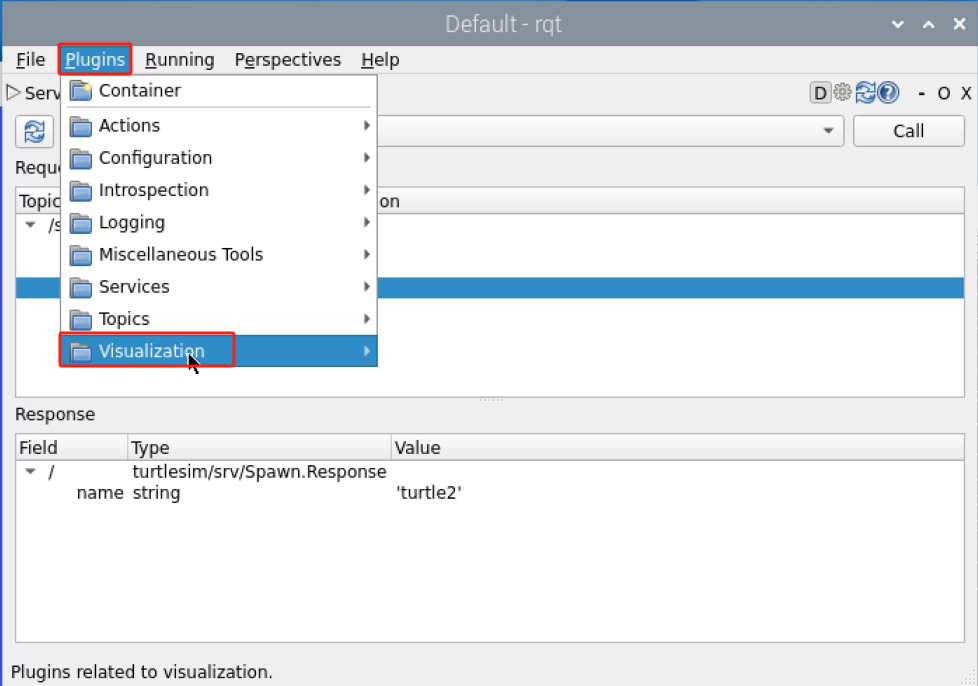 Default - rqt
File Plugins Running Perspectives Help
Container
Serv D ? - O X
Actions
Call
Configuration
Requ
Introspection
Topic on
Logging
/s
Miscellaneous Tools
Services
Topics
Visualization
Response
Field Type Value
/ turtlesim/srv/Spawn.Response
name string 'turtle2'
Plugins related to visualization.